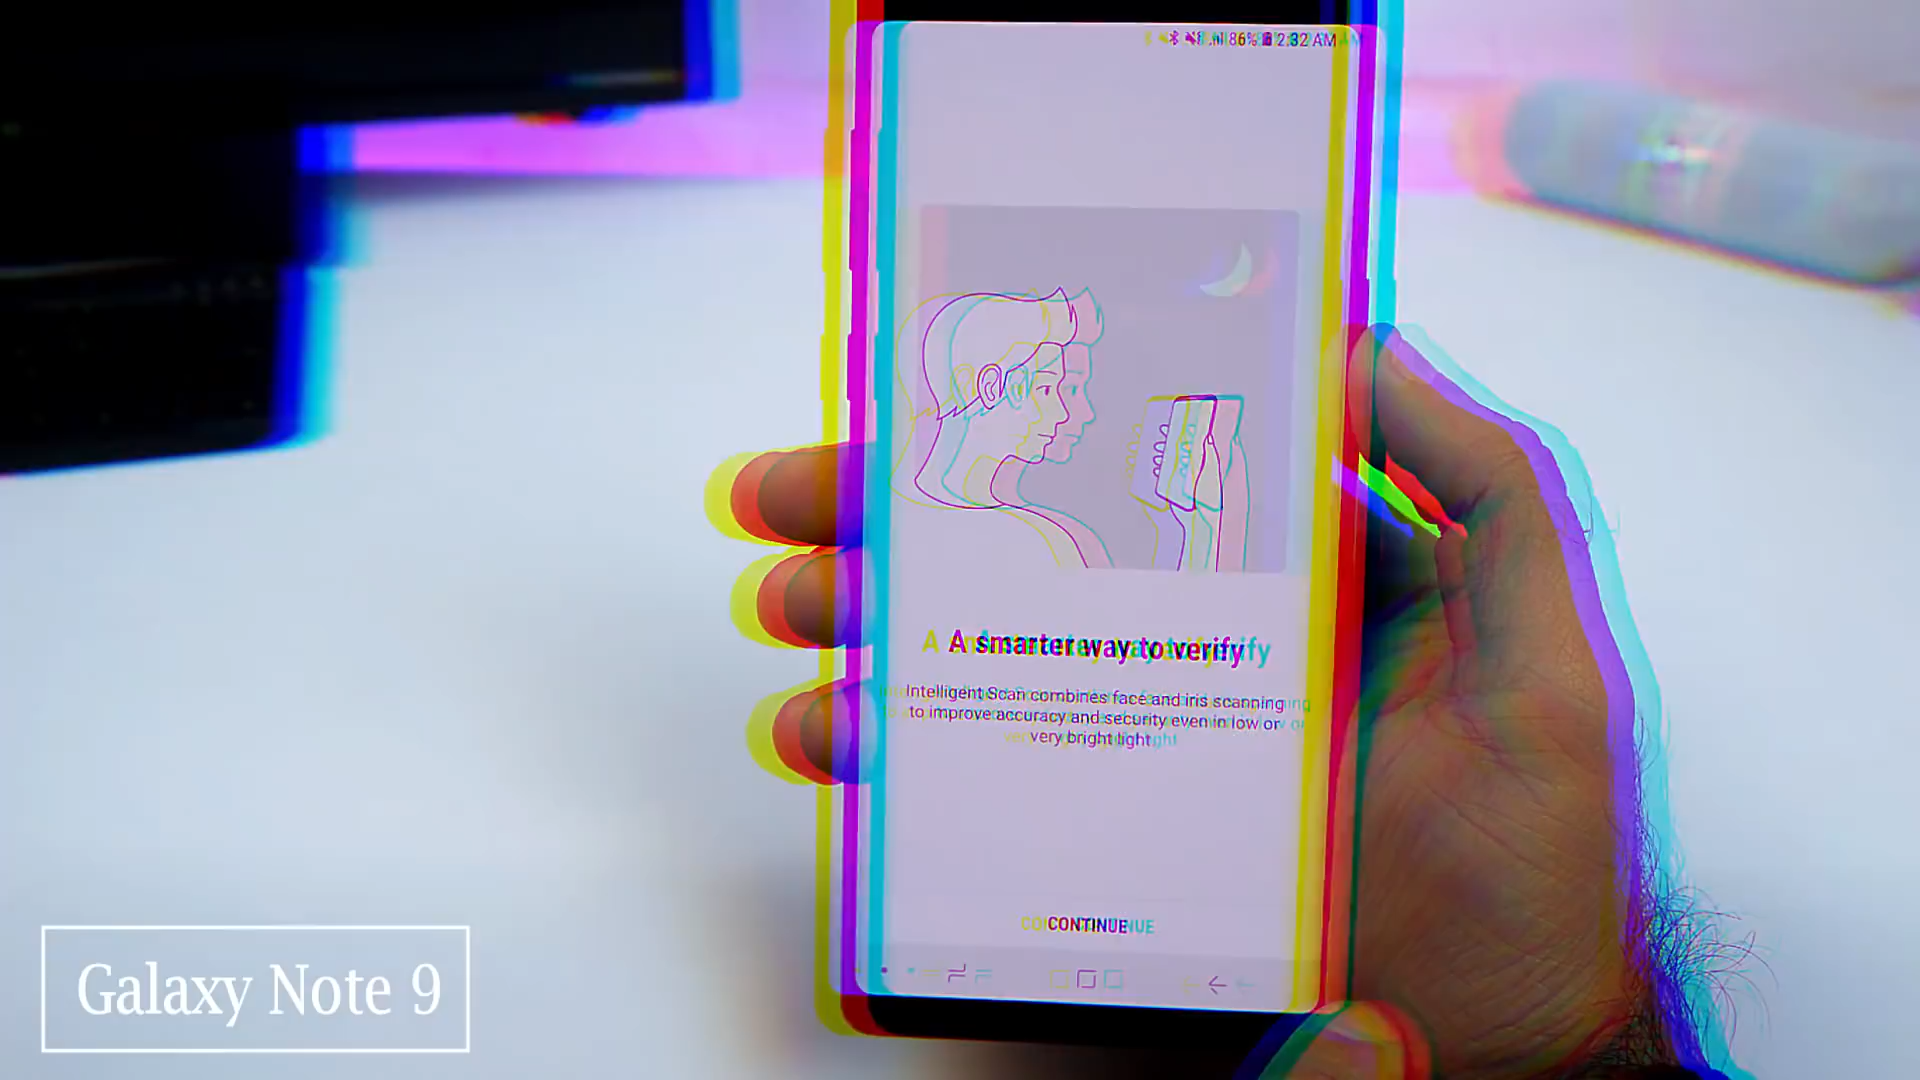 86% 2:32 AM
A smarter way to verify
Intelligent Scan combines face and iris scanning
to improve accuracy and security even in low or
very bright light
CONTINUE
Galaxy Note 9